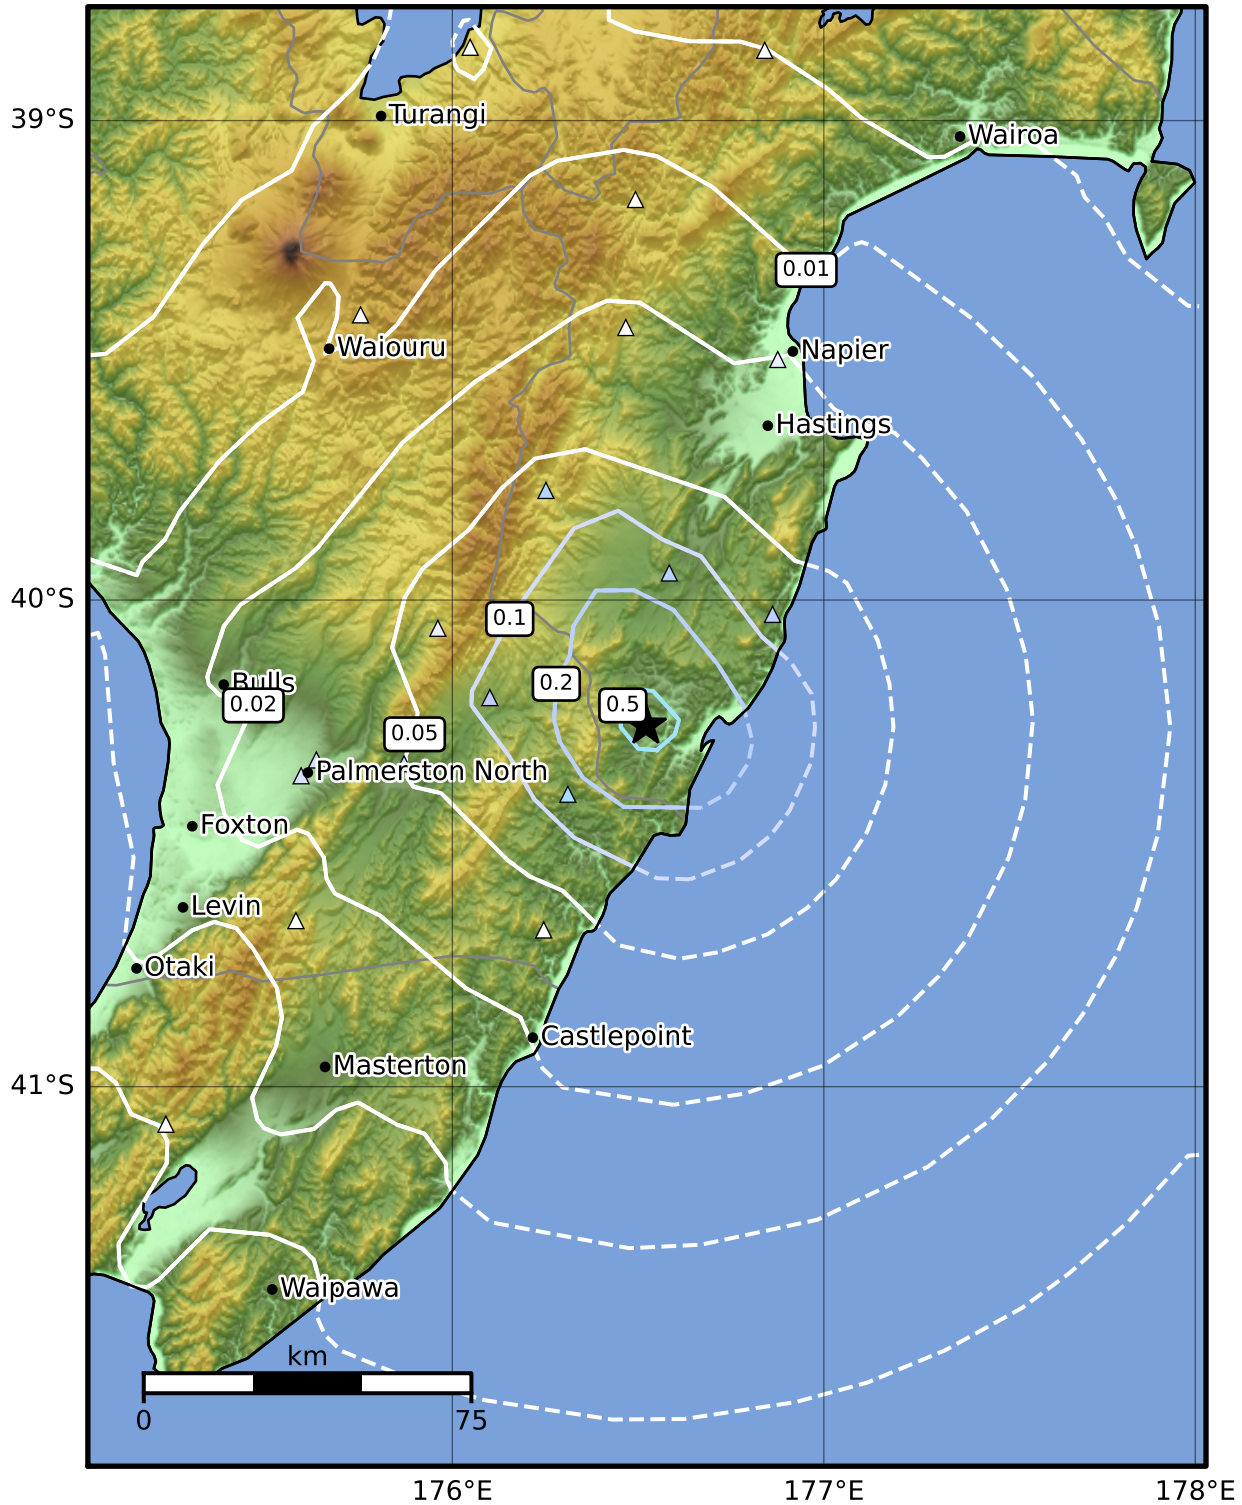 39°S
Turangi
Wairoa
0.01
Waiouru
Napier
Hastings
40°S
0.1
Bulls
0.2
0.02
0.5
0.05
Palmerston North
Foxton
Levin
Otaki
Castlepoint
Masterton
41°S
Waipawa
km
0 75
176°E 177°E 178°E